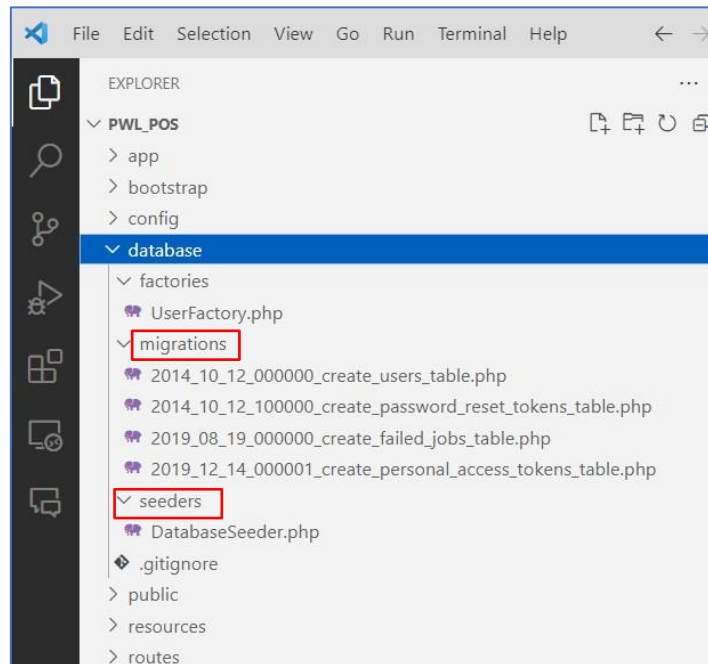 File Edit Selection View Go Run Terminal Help
EXPLORER
PWL_POS
app
bootstrap
config
database
factories
UserFactory.php
migrations
2014_10_12_000000_create_users_table.php
2014_10_12_100000_create_password_reset_tokens_table.php
2019_08_19_000000_create_failed_jobs_table.php
2019_12_14_000001_create_personal_access_tokens_table.php
seeders
DatabaseSeeder.php
.gitignore
public
resources
routes